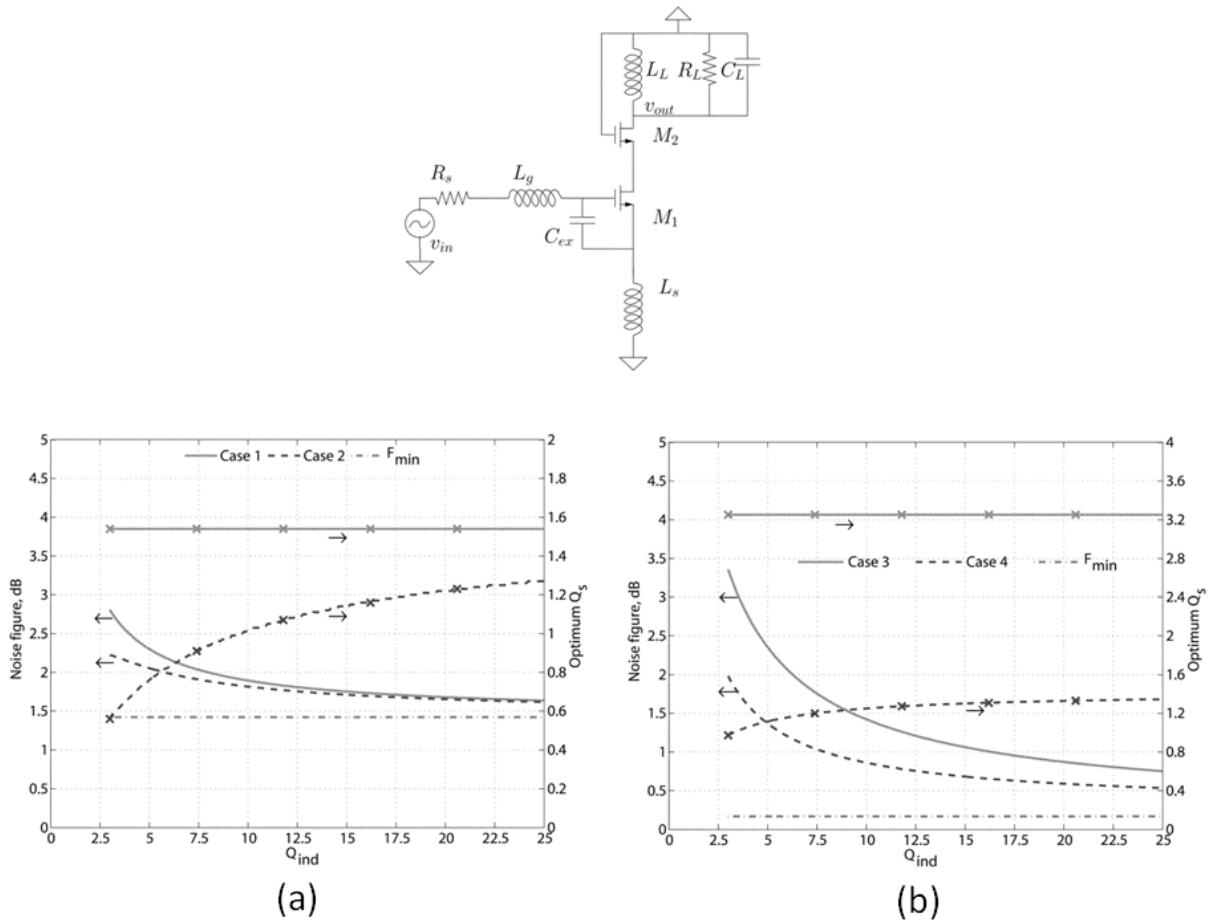 L_L
R_L
C_L
v_out
M_2
R_s
L_g
M_1
C_ex
v_in
L_s
5
4.5
4
3.5
3
2.5
2
1.5
1
0.5
0
Noise figure, dB
Case 1
Case 2
F_min
2
1.8
1.6
1.4
1.2
1
0.8
0.6
0.4
0.2
0
Optimum Q_s
0 2.5 5 7.5 10 12.5 15 17.5 20 22.5 25
Q_ind
(a)
5
4.5
4
3.5
3
2.5
2
1.5
1
0.5
0
Noise figure, dB
Case 3
Case 4
F_min
4
3.6
3.2
2.8
2.4
2
1.6
1.2
0.8
0.4
0
Optimum Q_s
0 2.5 5 7.5 10 12.5 15 17.5 20 22.5 25
Q_ind
(b)